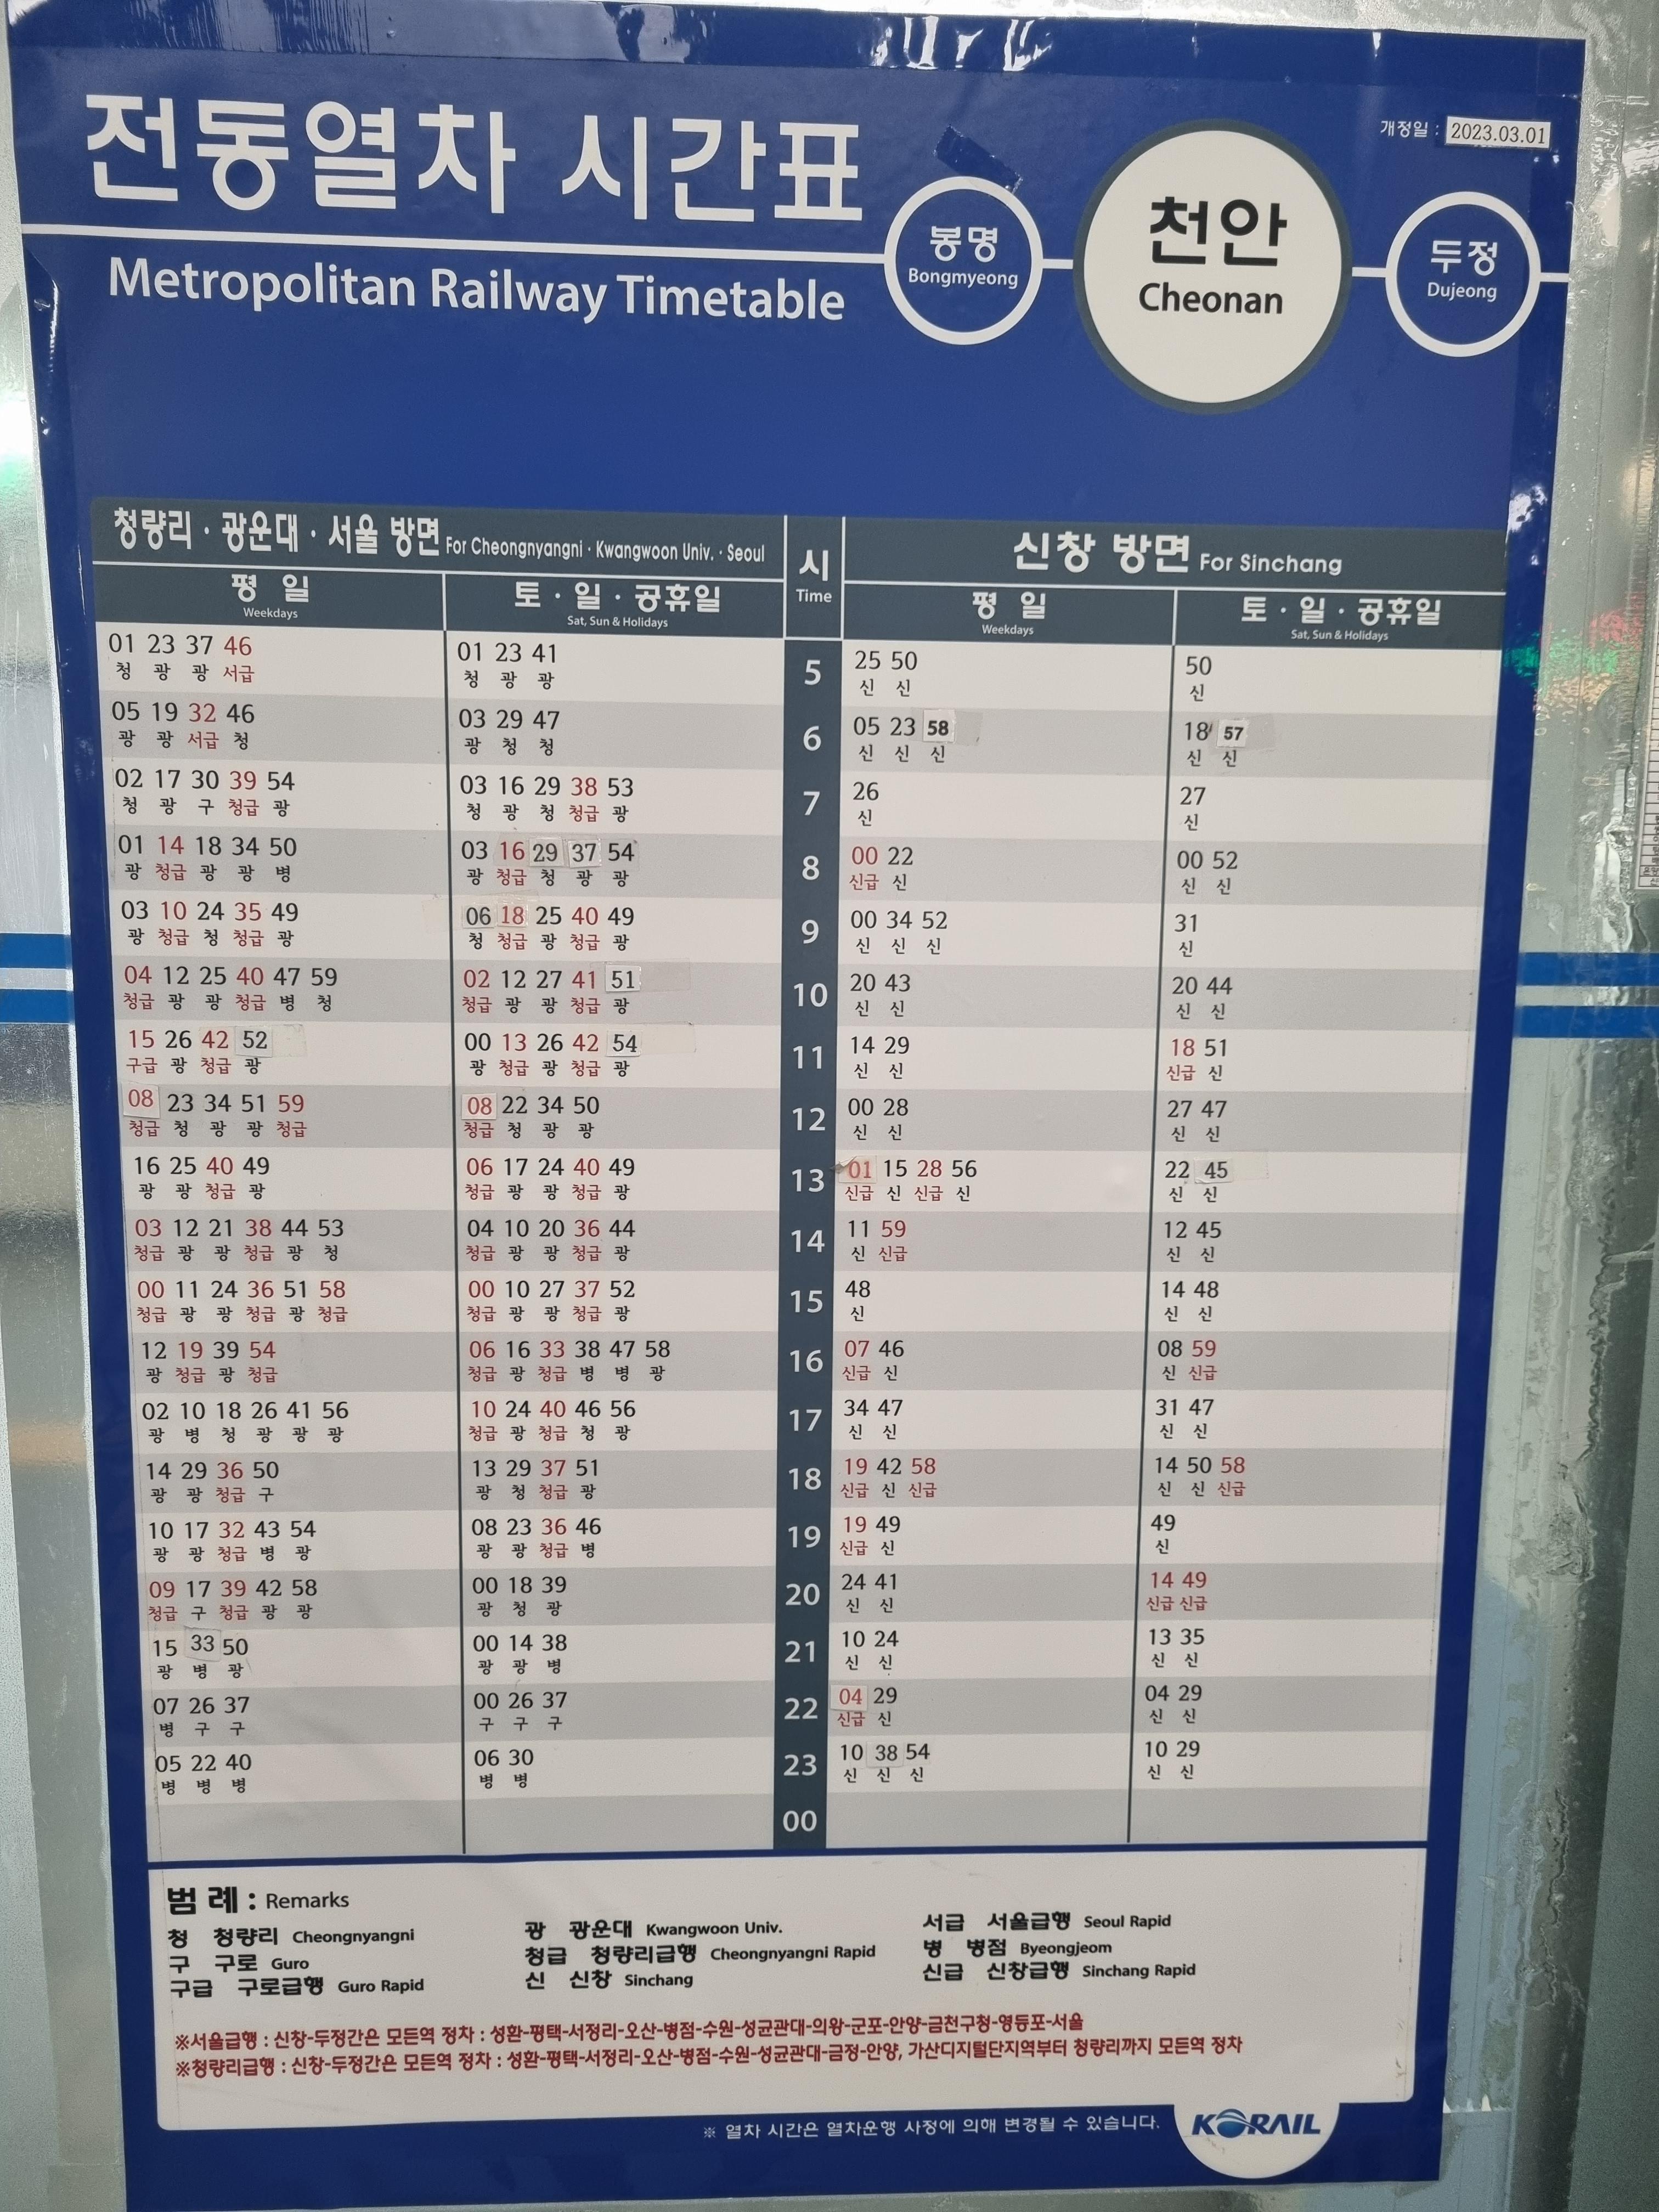 전동열차 시간표
Metropolitan Railway Timetable
개정일 : 2023.03.01
봉명
Bongmyeong
천안
Cheonan
두정
Dujeong
청량리 · 광운대 · 서울 방면 For Cheongnyangni · Kwangwoon Univ. · Seoul
시
Time
신창 방면 For Sinchang
평 일
Weekdays
토 · 일 · 공휴일
Sat, Sun & Holidays
평 일
Weekdays
토 · 일 · 공휴일
Sat, Sun & Holidays
01 23 37 46 01 23 41 5 25 50 50
청 광 광 서급 청 광 광 신 신 신
05 19 32 46 03 29 47 6 05 23 58 18 57
광 광 서급 청 광 청 청 신 신 신 신 신
02 17 30 39 54 03 16 29 38 53 7 26 27
청 광 구 청급 광 청 광 청 청급 광 신 신
01 14 18 34 50 03 16 29 37 54 8 00 22 00 52
광 청급 광 광 병 광 청급 청 광 광 신급 신 신 신
03 10 24 35 49 06 18 25 40 49 9 00 34 52 31
광 청급 청 청급 광 청 청급 광 청급 광 신 신 신 신
04 12 25 40 47 59 02 12 27 41 51 10 20 43 20 44
청급 광 광 청급 병 청 청급 광 광 청급 광 신 신 신 신
15 26 42 52 00 13 26 42 54 11 14 29 18 51
구급 광 청급 광 광 청급 광 청급 광 신 신 신급 신
08 23 34 51 59 08 22 34 50 12 00 28 27 47
청급 청 광 광 청급 청급 청 광 광 신 신 신 신
16 25 40 49 06 17 24 40 49 13 01 15 28 56 22 45
광 광 청급 광 청급 광 광 청급 광 신급 신 신급 신 신 신
03 12 21 38 44 53 04 10 20 36 44 14 11 59 12 45
청급 광 광 청급 광 청 청급 광 광 청급 광 신 신급 신 신
00 11 24 36 51 58 00 10 27 37 52 15 48 14 48
청급 광 광 청급 광 청급 청급 광 광 청급 광 신 신 신
12 19 39 54 06 16 33 38 47 58 16 07 46 08 59
광 청급 광 청급 청급 광 청급 병 병 광 신급 신 신 신급
02 10 18 26 41 56 10 24 40 46 56 17 34 47 31 47
광 병 청 광 광 광 청급 광 청급 청 광 신 신 신 신
14 29 36 50 13 29 37 51 18 19 42 58 14 50 58
광 광 청급 구 광 청 청급 광 신급 신 신급 신 신 신급
10 17 32 43 54 08 23 36 46 19 19 49 49
광 광 청급 병 광 광 광 청급 병 신급 신 신
09 17 39 42 58 00 18 39 20 24 41 14 49
청급 구 청급 광 광 광 청 광 신 신 신급 신급
15 33 50 00 14 38 21 10 24 13 35
광 병 광 광 광 병 신 신 신 신
07 26 37 00 26 37 22 04 29 04 29
병 구 구 구 구 구 신급 신 신 신
05 22 40 06 30 23 10 38 54 10 29
병 병 병 병 병 신 신 신 신 신
00
범 례 : Remarks
청 청량리 Cheongnyangni 광 광운대 Kwangwoon Univ. 서급 서울급행 Seoul Rapid
구 구로 Guro 청급 청량리급행 Cheongnyangni Rapid 병 병점 Byeongjeom
구급 구로급행 Guro Rapid 신 신창 Sinchang 신급 신창급행 Sinchang Rapid
※서울급행 : 신창-두정간은 모든역 정차 : 성환-평택-서정리-오산-병점-수원-성균관대-의왕-군포-안양-금천구청-영등포-서울
※청량리급행 : 신창-두정간은 모든역 정차 : 성환-평택-서정리-오산-병점-수원-성균관대-금정-안양, 가산디지털단지역부터 청량리까지 모든역 정차
※ 열차 시간은 열차운행 사정에 의해 변경될 수 있습니다.
KORAIL